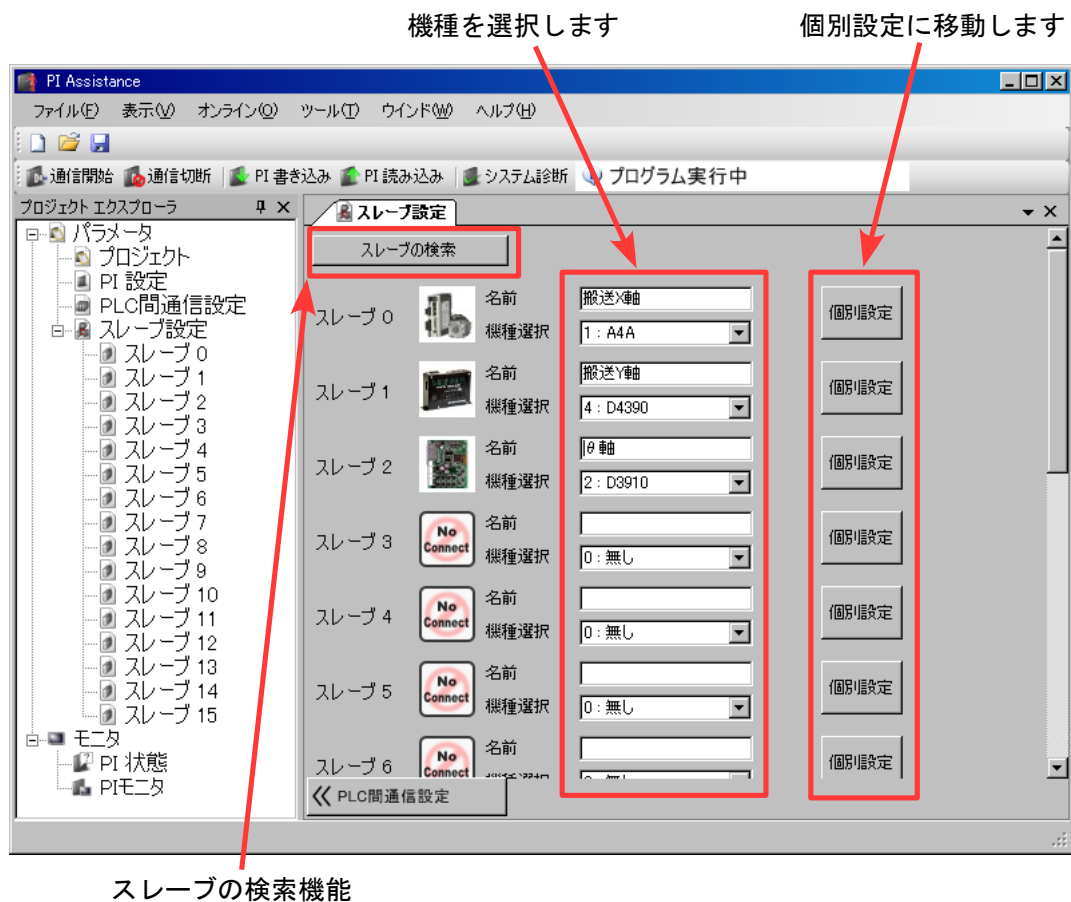 機種を選択します
個別設定に移動します
PI Assistance
ファイル(F) 表示(V) オンライン(O) ツール(T) ウインド(W) ヘルプ(H)
通信開始 通信切断 PI 書き込み PI 読み込み システム診断 プログラム実行中
プロジェクト エクスプローラ
パラメータ
プロジェクト
PI 設定
PLC間通信設定
スレーブ設定
スレーブ 0
スレーブ 1
スレーブ 2
スレーブ 3
スレーブ 4
スレーブ 5
スレーブ 6
スレーブ 7
スレーブ 8
スレーブ 9
スレーブ 10
スレーブ 11
スレーブ 12
スレーブ 13
スレーブ 14
スレーブ 15
モニタ
PI 状態
PIモニタ
スレーブ設定
スレーブの検索
スレーブ 0
名前 搬送X軸
機種選択 1 : A4A
個別設定
スレーブ 1
名前 搬送Y軸
機種選択 4 : D4390
個別設定
スレーブ 2
名前 θ軸
機種選択 2 : D3910
個別設定
スレーブ 3
No Connect
名前
機種選択 0 : 無し
個別設定
スレーブ 4
No Connect
名前
機種選択 0 : 無し
個別設定
スレーブ 5
No Connect
名前
機種選択 0 : 無し
個別設定
スレーブ 6
No Connect
名前
個別設定
PLC間通信設定
スレーブの検索機能